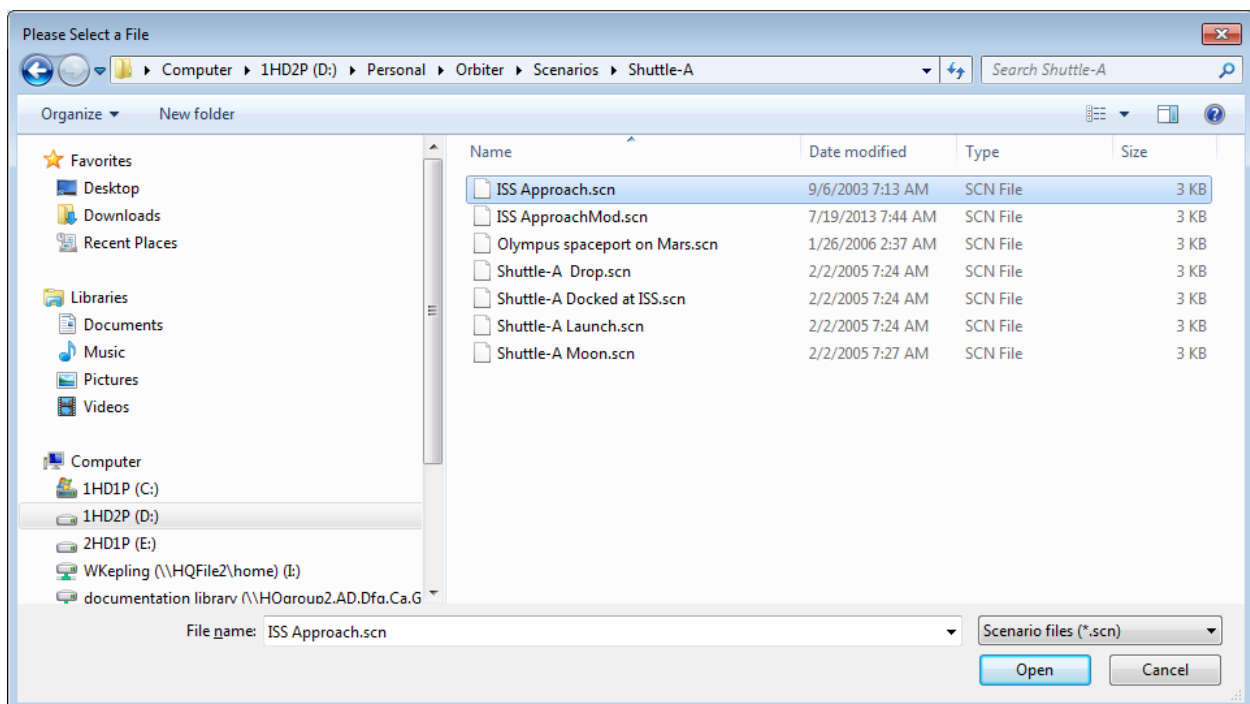 Please Select a File
Computer ▸ 1HD2P (D:) ▸ Personal ▸ Orbiter ▸ Scenarios ▸ Shuttle-A
Search Shuttle-A
Organize
New folder
Favorites
Desktop
Downloads
Recent Places
Libraries
Documents
Music
Pictures
Videos
Computer
1HD1P (C:)
1HD2P (D:)
2HD1P (E:)
WKepling (\\HQFile2\home) (I:)
documentation library (\\HQgroup2.AD.Dfg.Ca.G
Name Date modified Type Size
ISS Approach.scn 9/6/2003 7:13 AM SCN File 3 KB
ISS ApproachMod.scn 7/19/2013 7:44 AM SCN File 3 KB
Olympus spaceport on Mars.scn 1/26/2006 2:37 AM SCN File 3 KB
Shuttle-A  Drop.scn 2/2/2005 7:24 AM SCN File 3 KB
Shuttle-A Docked at ISS.scn 2/2/2005 7:24 AM SCN File 3 KB
Shuttle-A Launch.scn 2/2/2005 7:24 AM SCN File 3 KB
Shuttle-A Moon.scn 2/2/2005 7:27 AM SCN File 3 KB
File name: ISS Approach.scn
Scenario files (*.scn)
Open
Cancel